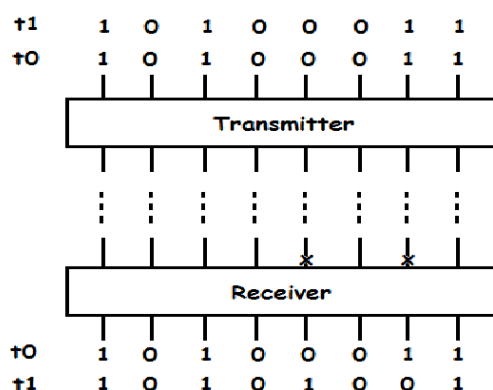 t1 1 0 1 0 0 0 1 1
t0 1 0 1 0 0 0 1 1
Transmitter
x x
Receiver
t0 1 0 1 0 0 0 1 1
t1 1 0 1 0 1 0 0 1